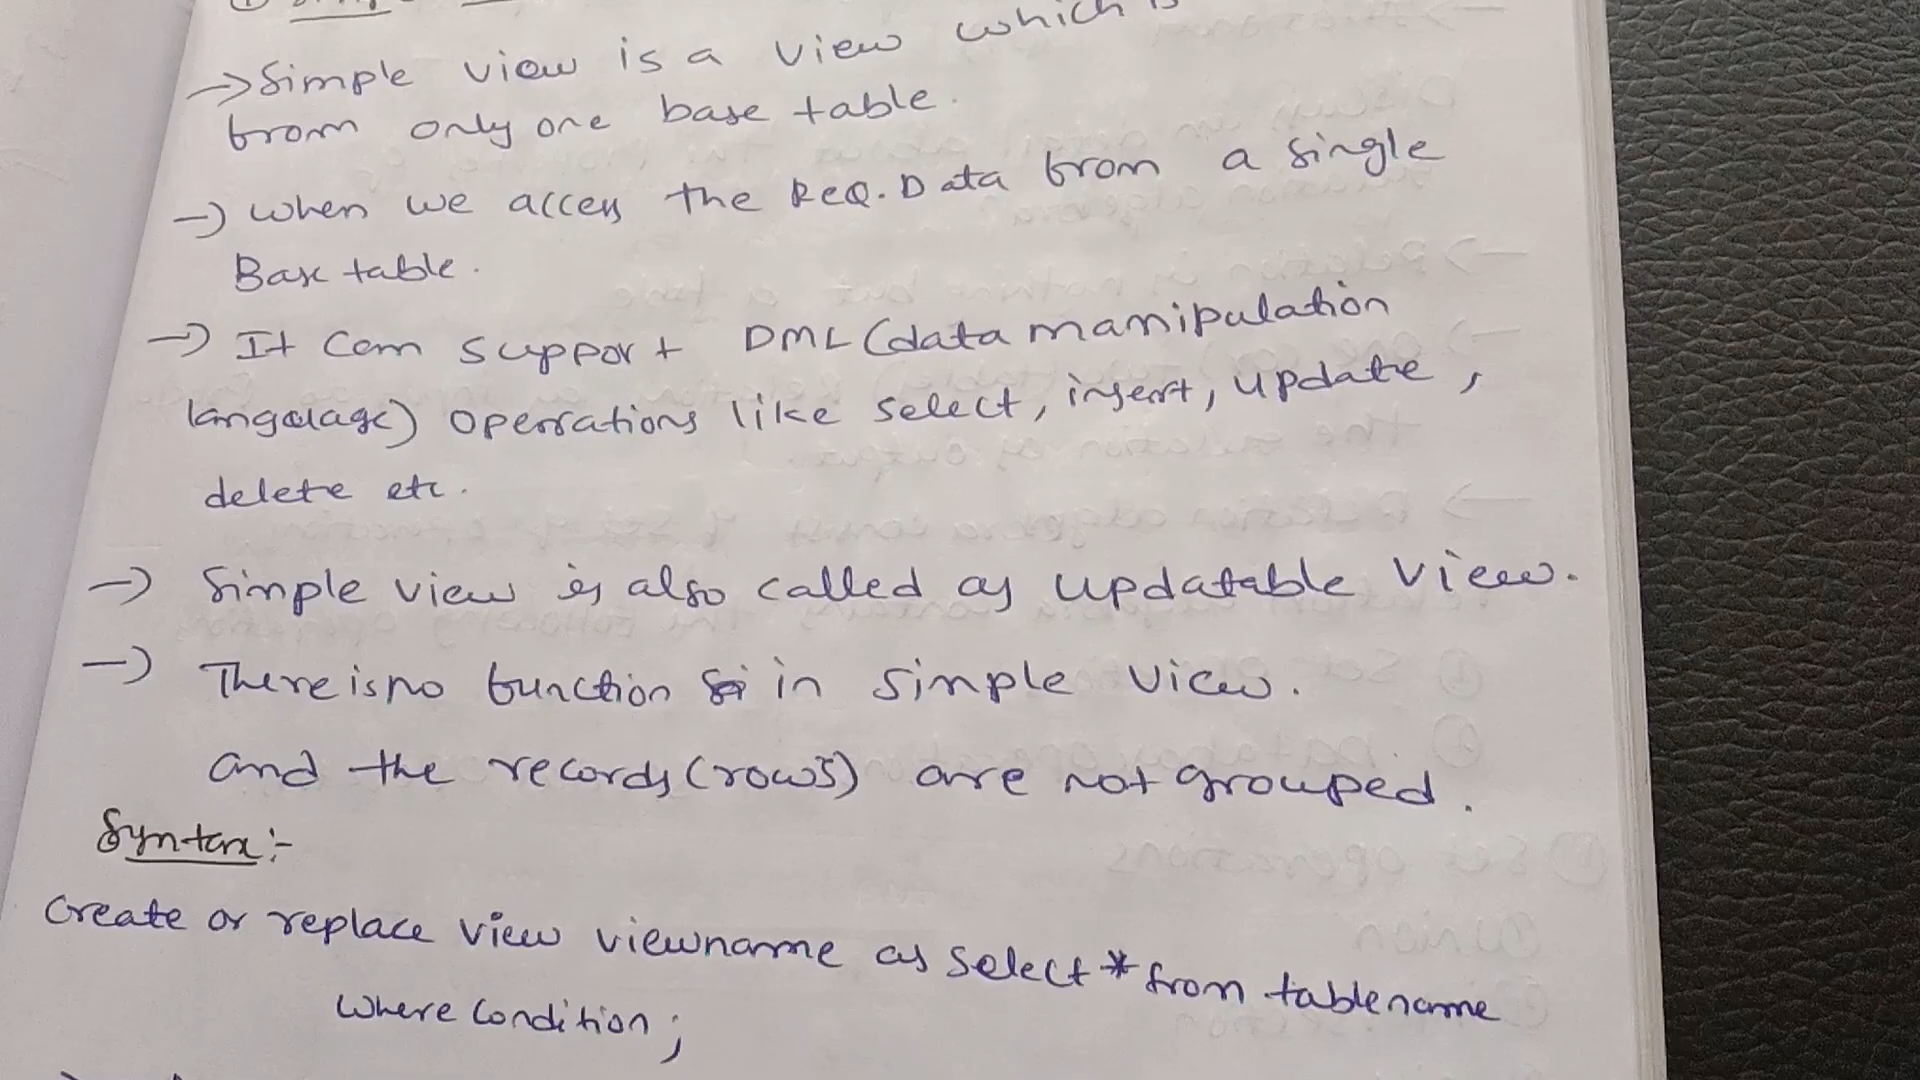 → Simple view is a view which is
from only one base table.
→ when we access the REQ. Data from a single
Base table.
→ It can support DML (data manipulation
language) operations like select, insert, update,
delete etc.
→ Simple view is also called as updatable view.
→ There is no function in simple view.
and the records (rows) are not grouped.
Syntax:-
Create or replace view viewname as select * from tablename
where condition;